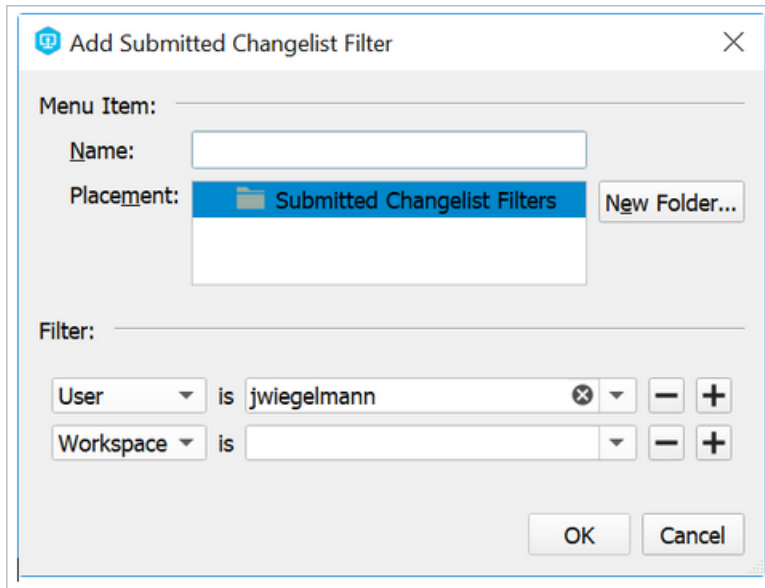 Add Submitted Changelist Filter
Menu Item:
Name:
Placement: Submitted Changelist Filters New Folder...
Filter:
User is jwiegelmann
Workspace is
OK Cancel